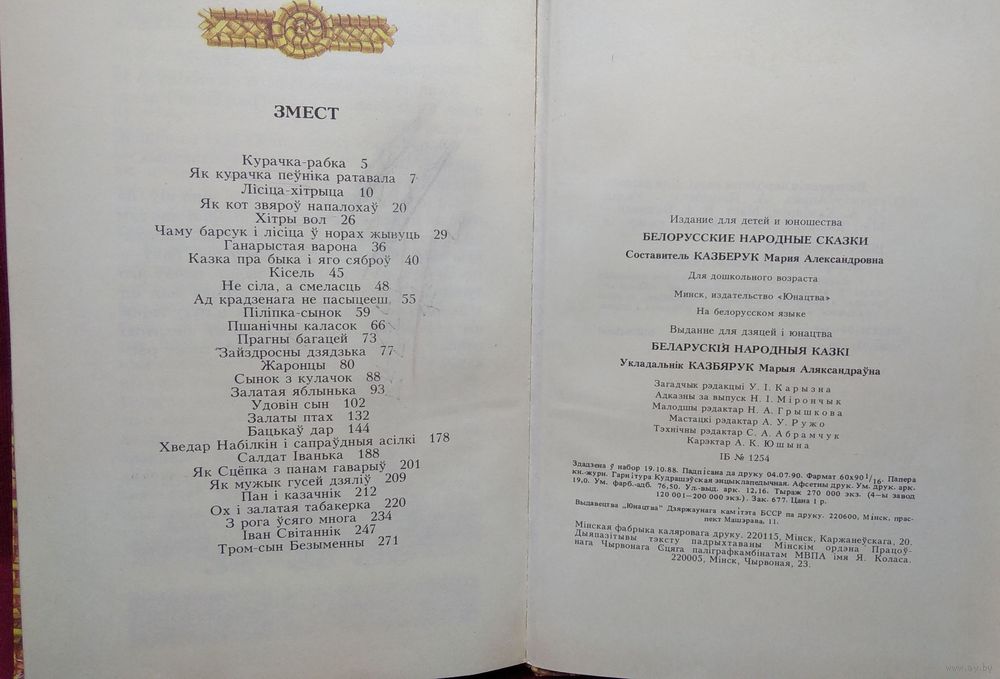 ЗМЕСТ
Курачка-рабка 5
Як курачка пеўніка ратавала 7
Лісіца-хітрыца 10
Як кот звяроў напалохаў 20
Хітры вол 26
Чаму барсук і лісіца ў норах жывуць 29
Ганарыстая варона 36
Казка пра быка і яго сяброў 40
Кісель 45
Не сіла, а смеласць 48
Ад крадзенага не пасыцееш 55
Піліпка-сынок 59
Пшанічны каласок 66
Прагны багацей 73
Зайздросны дзядзька 77
Жаронцы 80
Сынок з кулачок 88
Залатая яблынька 93
Удовін сын 102
Залаты птах 132
Бацькаў дар 144
Хведар Набілкін і сапраўдныя асілкі 178
Салдат Іванька 188
Як Сцёпка з панам гаварыў 201
Як мужык гусей дзяліў 209
Пан і казачнік 212
Ох і залатая табакерка 220
З рога ўсяго многа 234
Іван Світаннік 247
Тром-сын Безыменны 271
Издание для детей и юношества
БЕЛОРУССКИЕ НАРОДНЫЕ СКАЗКИ
Составитель КАЗБЕРУК Мария Александровна
Для дошкольного возраста
Минск, издательство «Юнацтва»
На белорусском языке
Выданне для дзяцей і юнацтва
БЕЛАРУСКІЯ НАРОДНЫЯ КАЗКІ
Укладальнік КАЗБЯРУК Марыя Аляксандраўна
Загадчык рэдакцыі У. І. Карызна
Адказны за выпуск Н. І. Мірончык
Малодшы рэдактар Н. А. Грышкова
Мастацкі рэдактар А. У. Ружо
Тэхнічны рэдактар С. А. Абрамчук
Карэктар А. К. Юшына
ІБ № 1254
Здадзена ў набор 19.10.88. Падпісана да друку 04.07.90. Фармат 60х90 1/16. Папера
кн.-журн. Гарнітура Кудрашэўская энцыклапедычная. Афсетны друк. Ум. друк. арк.
19,0. Ум. фарб.-адб. 76,50. Ул.-выд. арк. 12,16. Тыраж 270 000 экз. (4—ы завод
120 001—200 000 экз.). Зак. 677. Цана 1 р.
Выдавецтва „Юнацтва" Дзяржаўнага камітэта БССР па друку. 220600, Мінск, прас-
пект Машэрава, 11.
Мінская фабрыка каляровага друку. 220115, Мінск, Каржанеўскага, 20.
Дыяпазітывы тэксту падрыхтаваны Мінскім ордэна Працоў-
нага Чырвонага Сцяга паліграфкамбінатам МВПА імя Я. Коласа.
220005, Мінск, Чырвоная, 23.
www.ay.by